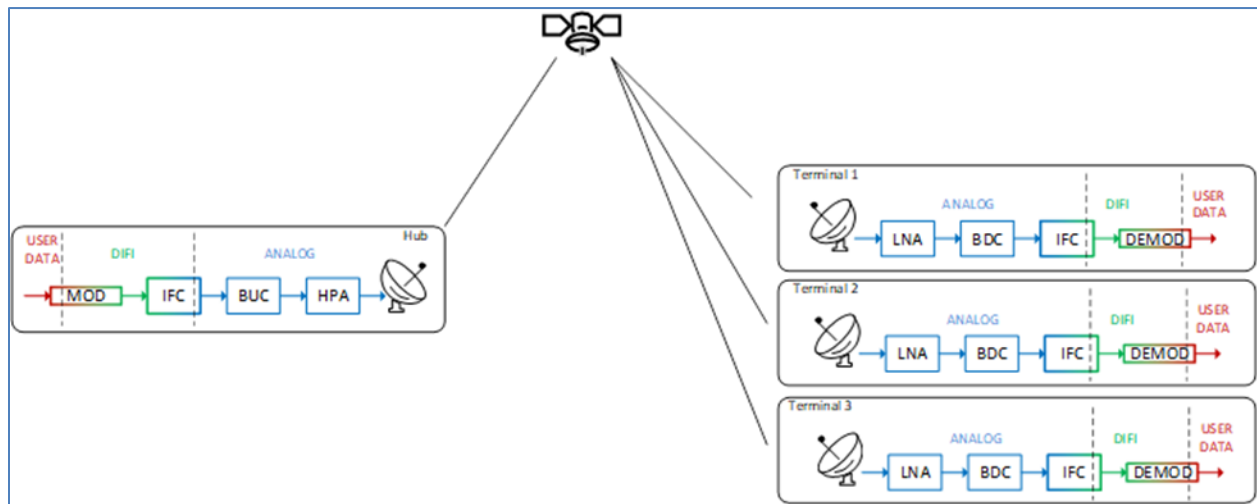 Hub
USER
DATA
DIFI
ANALOG
MOD
IFC
BUC
HPA
Terminal 1
ANALOG
DIFI
USER
DATA
LNA
BDC
IFC
DEMOD
Terminal 2
ANALOG
DIFI
USER
DATA
LNA
BDC
IFC
DEMOD
Terminal 3
ANALOG
DIFI
USER
DATA
LNA
BDC
IFC
DEMOD